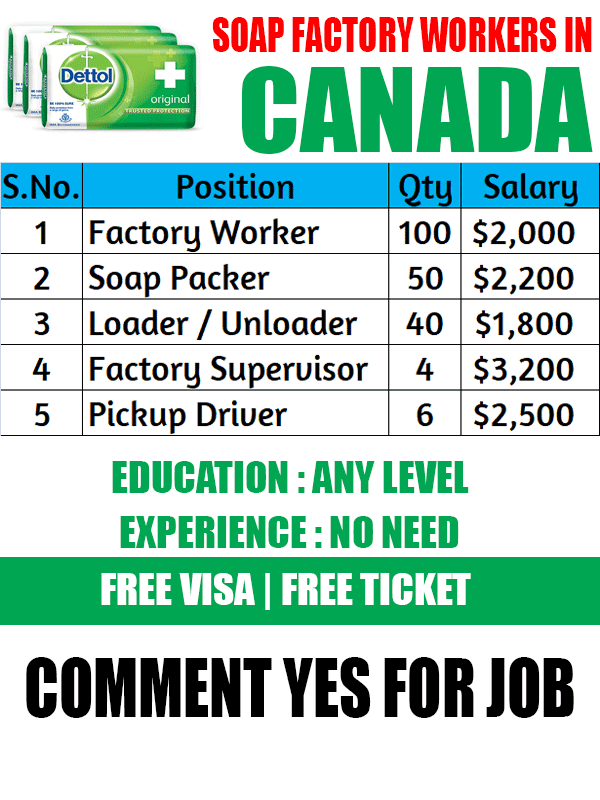 Dettol
original
TRUSTED PROTECTION
SOAP FACTORY WORKERS IN
CANADA
S.No. Position Qty Salary
1 Factory Worker 100 $2,000
2 Soap Packer 50 $2,200
3 Loader / Unloader 40 $1,800
4 Factory Supervisor 4 $3,200
5 Pickup Driver 6 $2,500
EDUCATION : ANY LEVEL
EXPERIENCE : NO NEED
FREE VISA | FREE TICKET
COMMENT YES FOR JOB